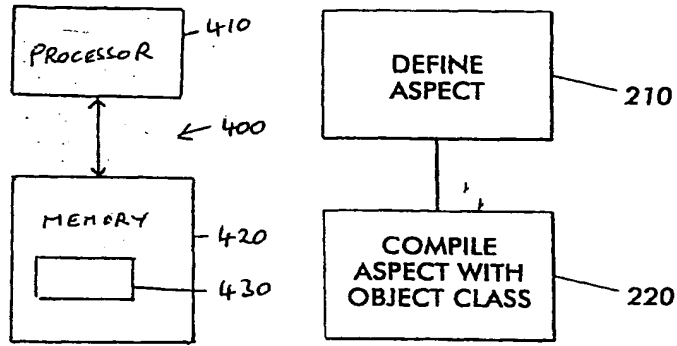 PROCESSOR
410
400
MEMORY
420
430
DEFINE
ASPECT
210
COMPILE
ASPECT WITH
OBJECT CLASS
220